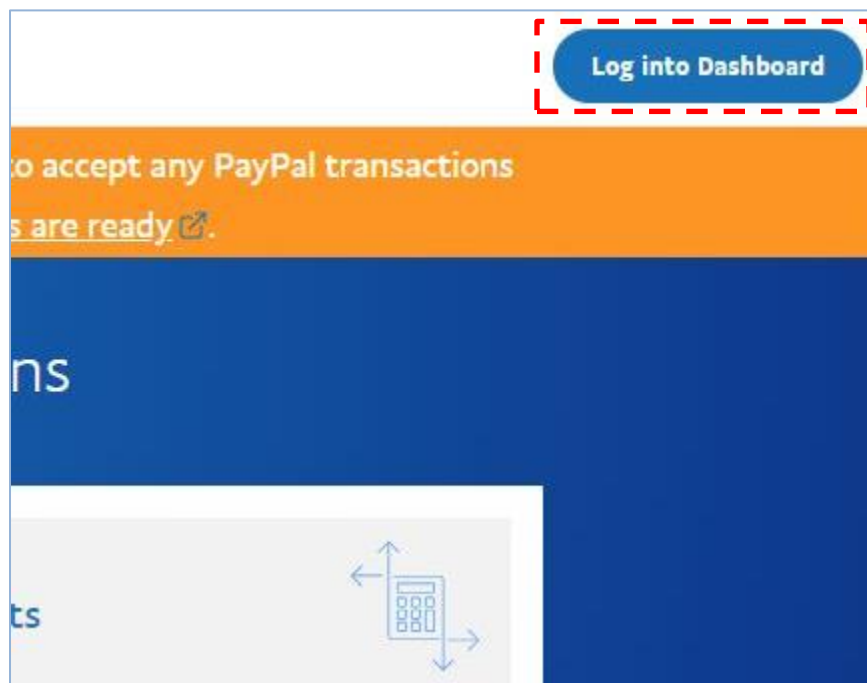 Log into Dashboard
to accept any PayPal transactions
s are ready.
ns
ts